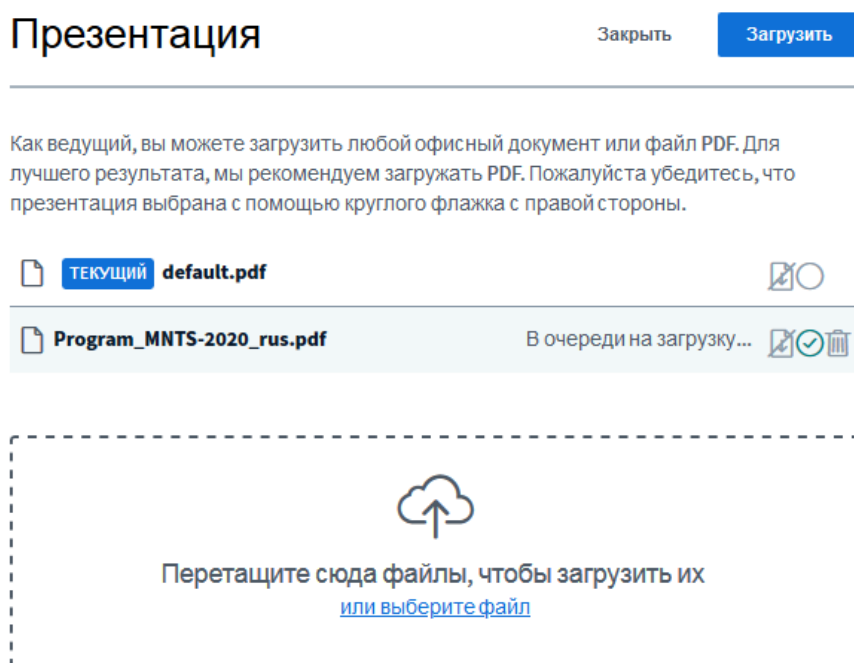 Презентация
Закрыть
Загрузить
Как ведущий, вы можете загрузить любой офисный документ или файл PDF. Для
лучшего результата, мы рекомендуем загружать PDF. Пожалуйста убедитесь, что
презентация выбрана с помощью круглого флажка с правой стороны.
ТЕКУЩИЙ default.pdf
Program_MNTS-2020_rus.pdf В очереди на загрузку...
Перетащите сюда файлы, чтобы загрузить их
или выберите файл